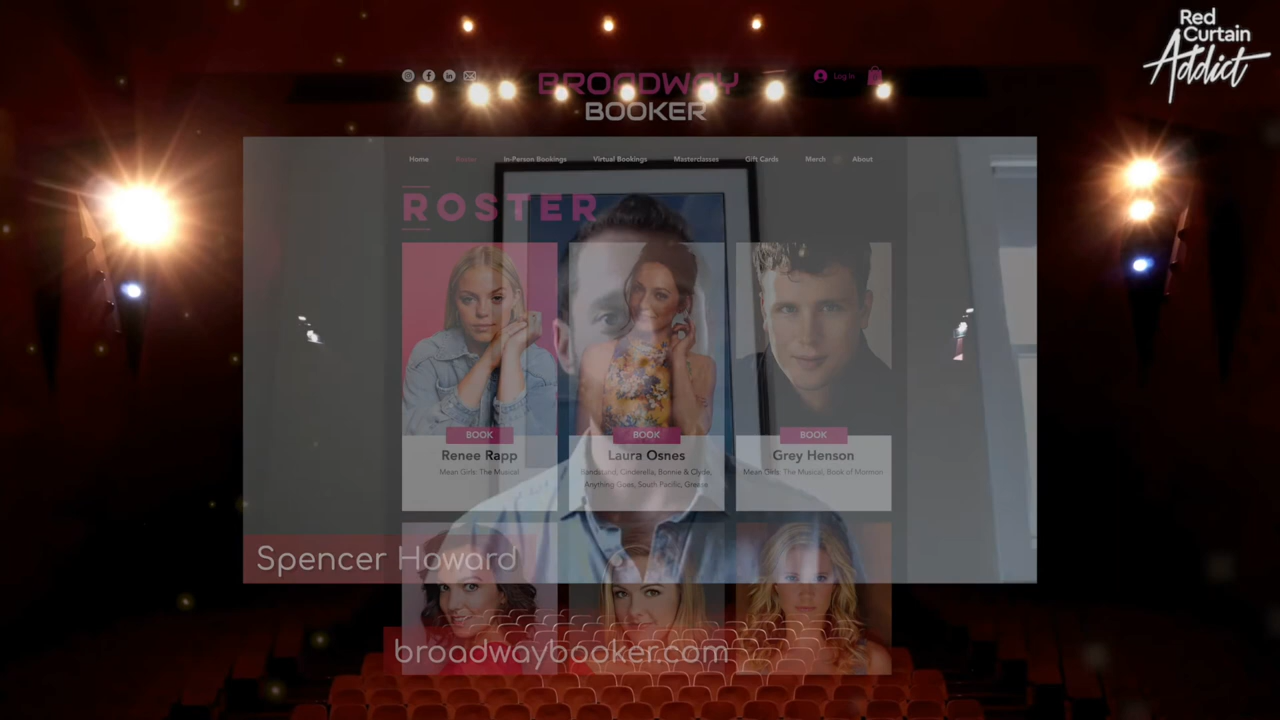 Red
Curtain
Addict
BROADWAY
BOOKER
Log In
Home Roster In-Person Bookings Virtual Bookings Masterclasses Gift Cards Merch About
ROSTER
BOOK BOOK BOOK
Renee Rapp Laura Osnes Grey Henson
Mean Girls: The Musical Bandstand, Cinderella, Bonnie & Clyde, Mean Girls: The Musical, Book of Mormon
Anything Goes, South Pacific, Grease
Spencer Howard
broadwaybooker.com